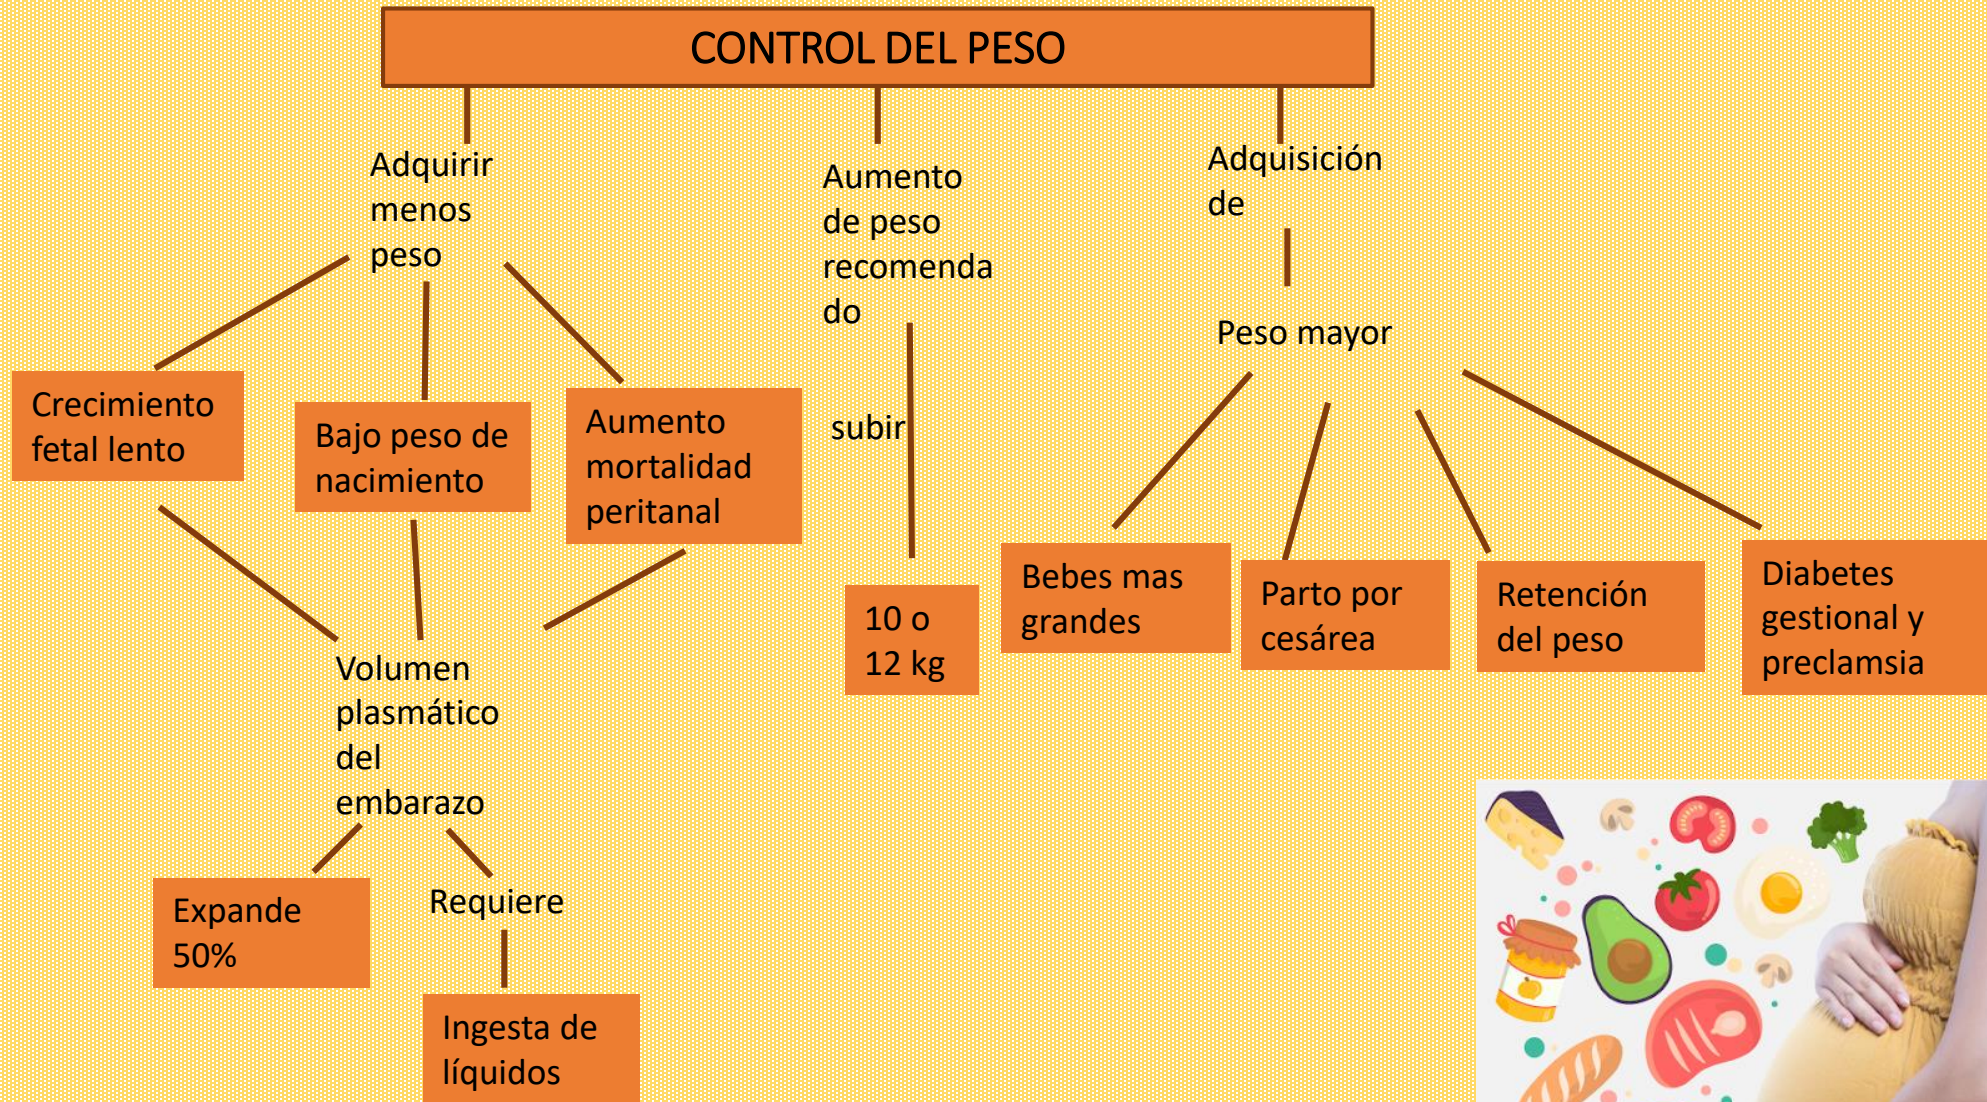 CONTROL DEL PESO
Adquirir
menos
peso
Aumento
de peso
recomenda
do
Adquisición
de
Peso mayor
Crecimiento
fetal lento
Bajo peso de
nacimiento
Aumento
mortalidad
peritanal
subir
10 o
12 kg
Bebes mas
grandes
Parto por
cesárea
Retención
del peso
Diabetes
gestional y
preclamsia
Volumen
plasmático
del
embarazo
Expande
50%
Requiere
Ingesta de
líquidos